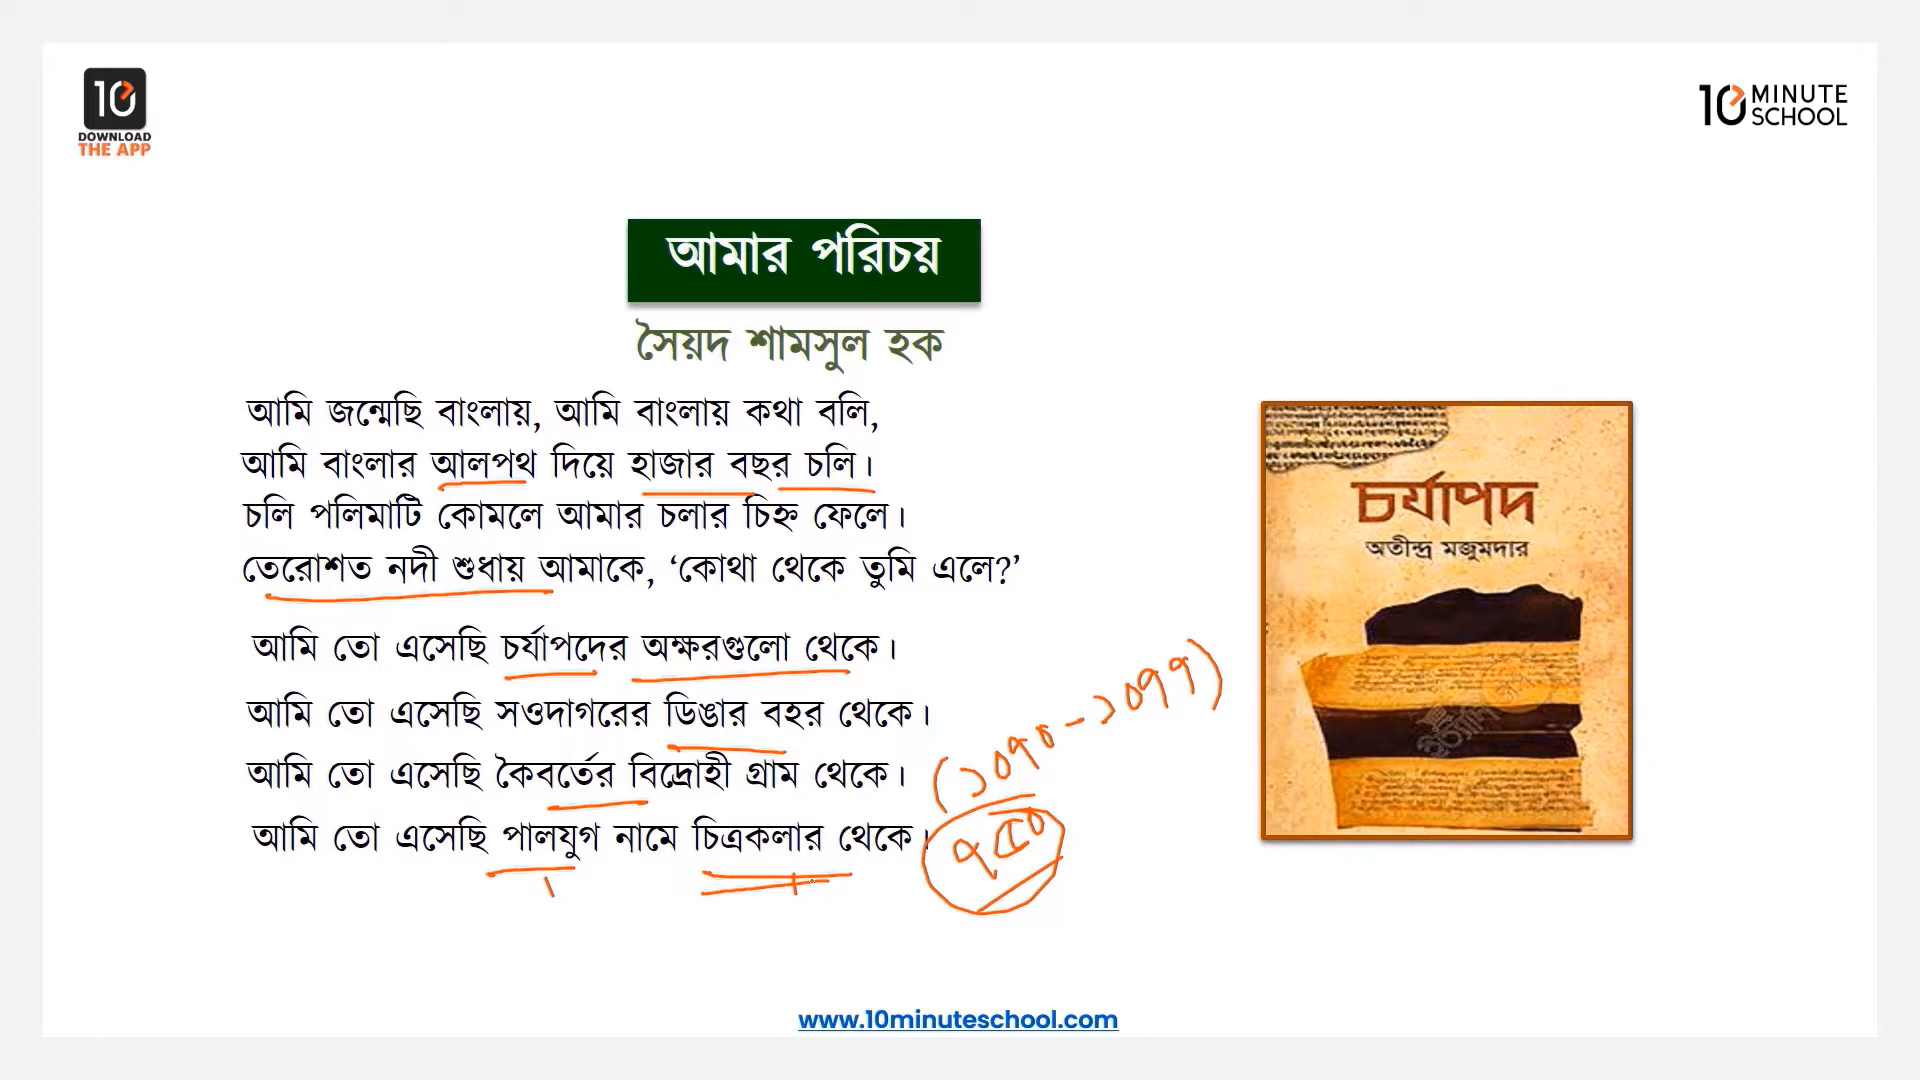 10
DOWNLOAD
THE APP
10 MINUTE
SCHOOL
আমার পরিচয়
সৈয়দ শামসুল হক
আমি জন্মেছি বাংলায়, আমি বাংলায় কথা বলি,
আমি বাংলার আলপথ দিয়ে হাজার বছর চলি।
চলি পলিমাটি কোমলে আমার চলার চিহ্ন ফেলে।
তেরোশত নদী শুধায় আমাকে, ‘কোথা থেকে তুমি এলে?’
আমি তো এসেছি চর্যাপদের অক্ষরগুলো থেকে।
আমি তো এসেছি সওদাগরের ডিঙার বহর থেকে।
আমি তো এসেছি কৈবর্তের বিদ্রোহী গ্রাম থেকে।
আমি তো এসেছি পালযুগ নামে চিত্রকলার থেকে।
(১০৭০-১০৭৭)
৭৫০
চর্যাপদ
অতীন্দ্র মজুমদার
www.10minuteschool.com